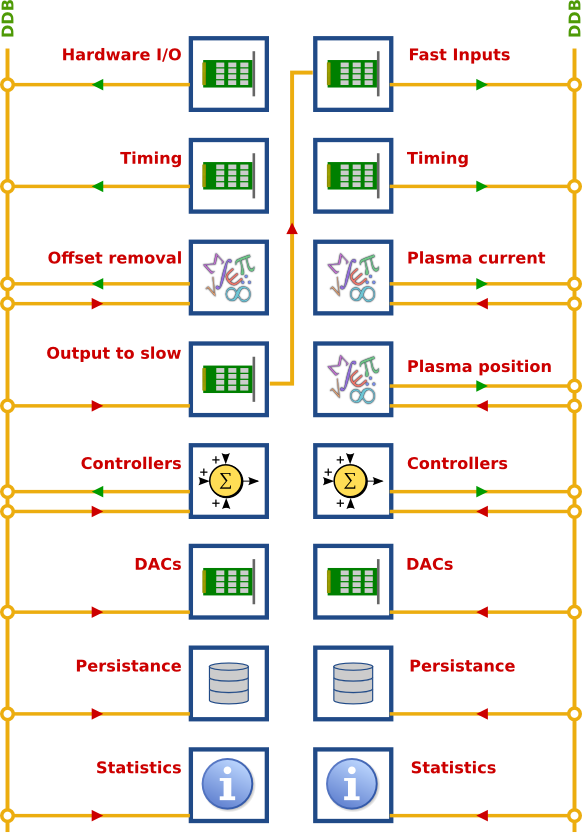 DDB
DDB
Hardware I/O
Fast Inputs
Timing
Timing
Offset removal
Plasma current
Output to slow
Plasma position
Controllers
Controllers
+
+
Σ
+
+
+
Σ
+
DACs
DACs
Persistance
Persistance
Statistics
Statistics